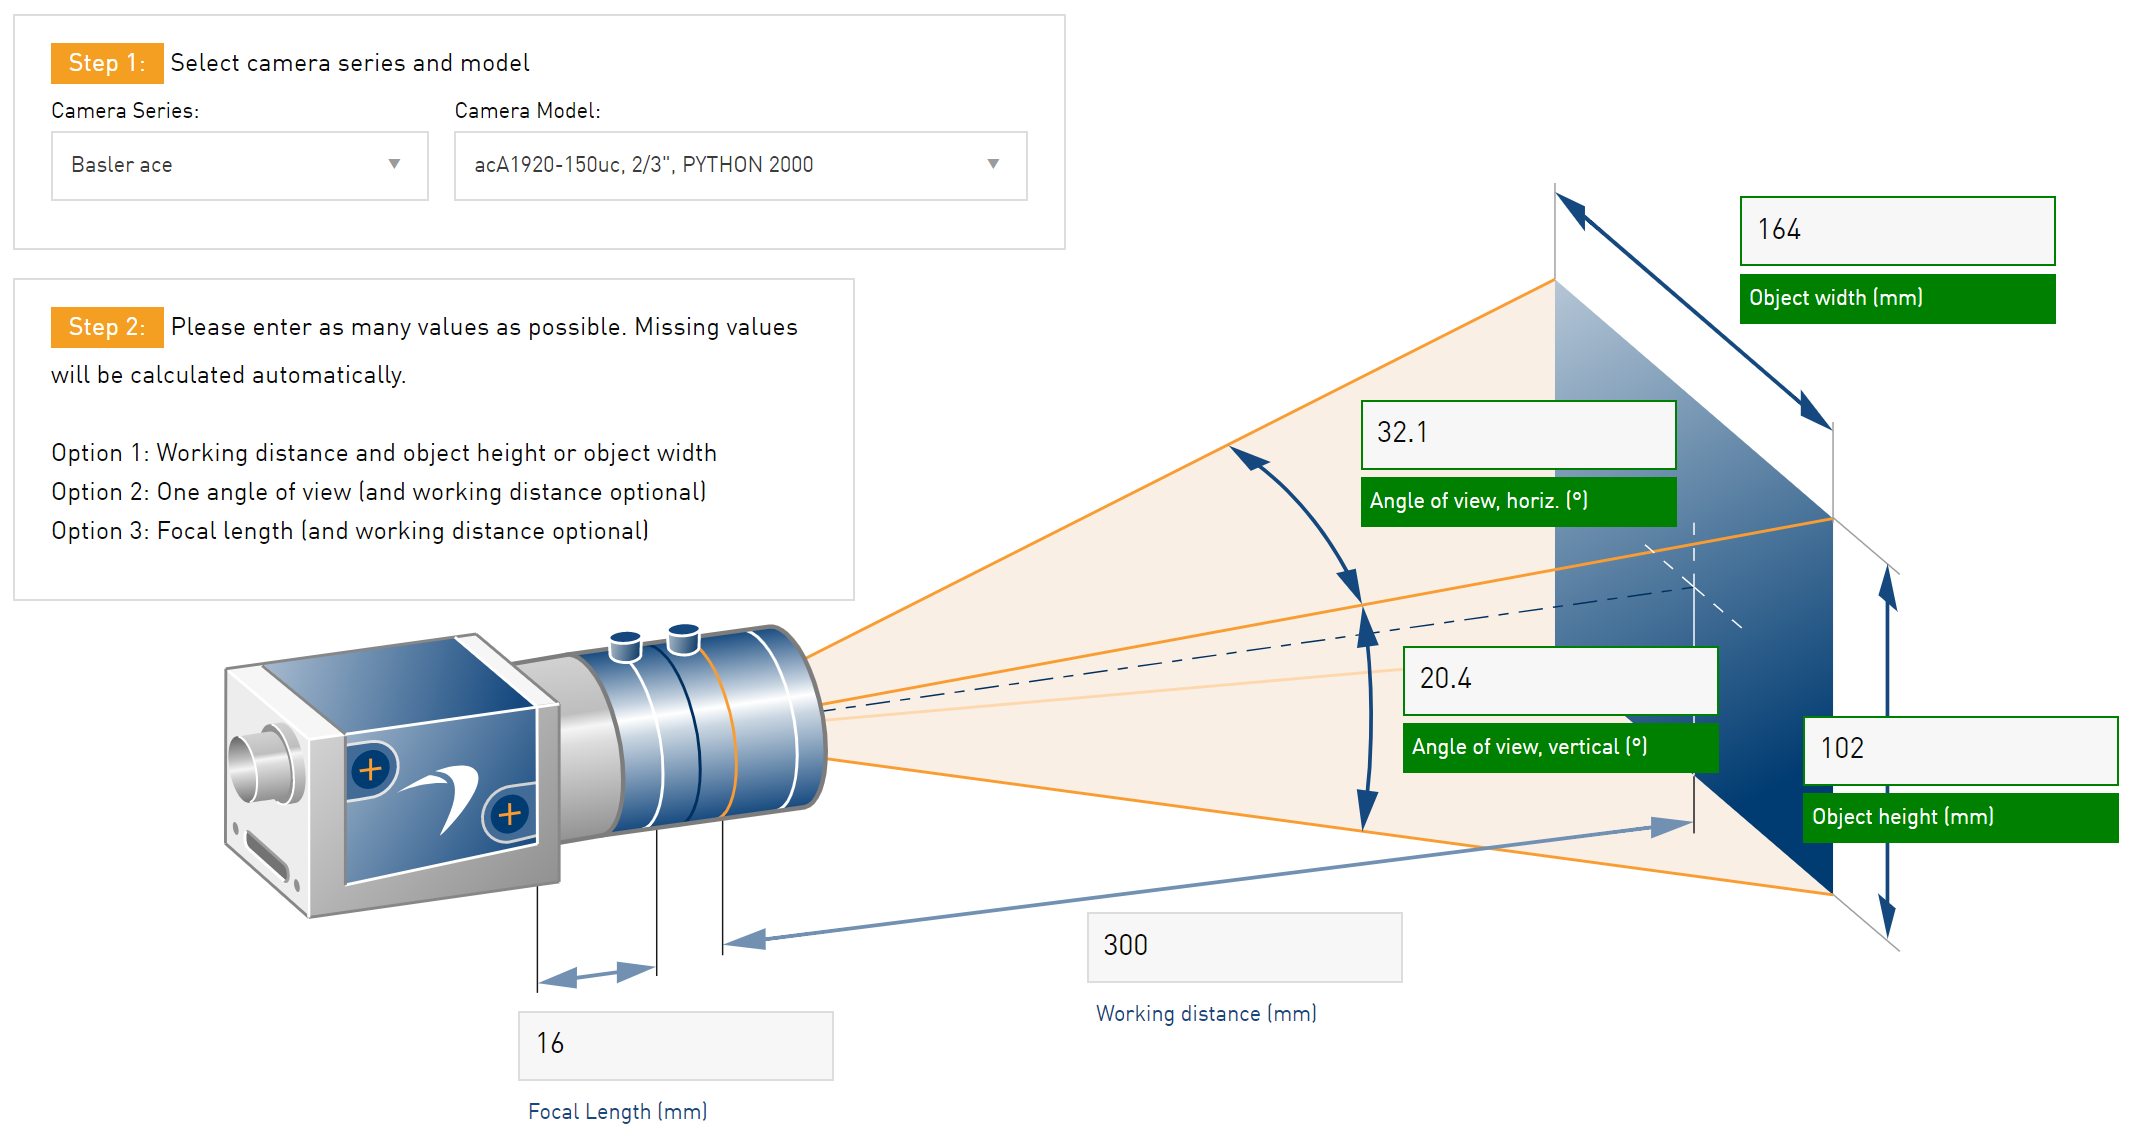 Step 1: Select camera series and model
Camera Series:
Camera Model:
Basler ace
acA1920-150uc, 2/3", PYTHON 2000
Step 2: Please enter as many values as possible. Missing values
will be calculated automatically.
Option 1: Working distance and object height or object width
Option 2: One angle of view (and working distance optional)
Option 3: Focal length (and working distance optional)
164
Object width (mm)
32.1
Angle of view, horiz. (°)
20.4
Angle of view, vertical (°)
102
Object height (mm)
300
Working distance (mm)
16
Focal Length (mm)